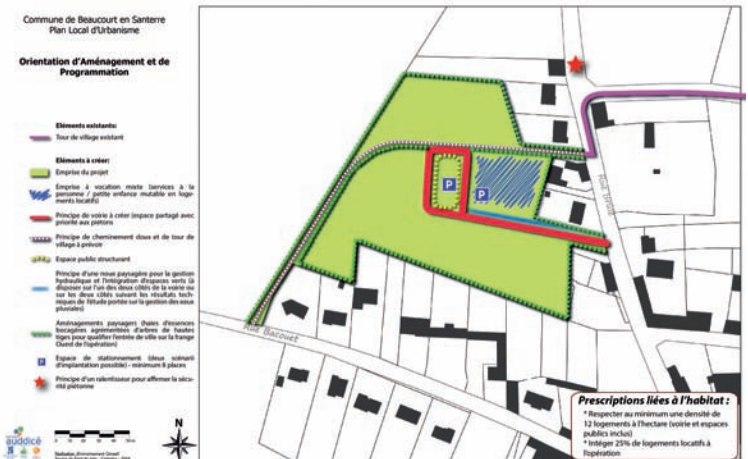 Commune de Beaucourt en Santerre
Plan Local d'Urbanisme
Orientation d'Aménagement et de
Programmation
Eléments existants:
Tour de village existant
Eléments à créer:
Emprise du projet
Emprise à vocation mixte (services à la
personne / petite enfance mutable en loge-
ments locatifs)
Principe de voirie à créer (espace partagé avec
priorité aux piétons
Principe de cheminement doux et de tour de
village à prévoir
Espace public structurant
Principe d'une noue paysagère pour la gestion
hydraulique et l'intégration d'espaces verts (à
disposer sur l'un des deux côtés de la voirie ou
sur les deux côtés suivant les résultats tech-
niques de l'étude portée sur la gestion des eaux
pluviales)
Aménagements paysagers (haies d'essences
bocagères agrémentées d'arbres de hautes
tiges pour qualifier l'entrée de ville sur la frange
Ouest de l'opération)
P
Espace de stationnement (deux scénarii
d'implantation possible) - minimum 8 places
Principe d'un ralentisseur pour affirmer la sécu-
rité piétonne
auddicé
N
P
P
Rue Bacouet
Prescriptions liées à l'habitat :
* Respecter au minimum une densité de
12 logements à l'hectare (voirie et espaces
publics inclus)
* Intéger 25% de logements locatifs à
l'opération